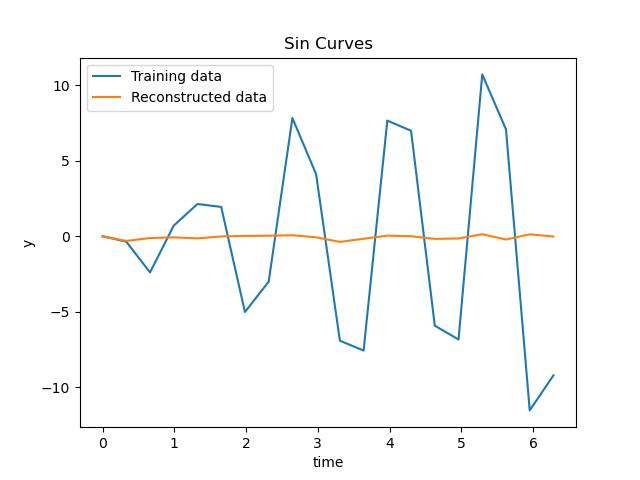 Sin Curves
Training data
Reconstructed data
10
5
0
−5
−10
y
0 1 2 3 4 5 6
time